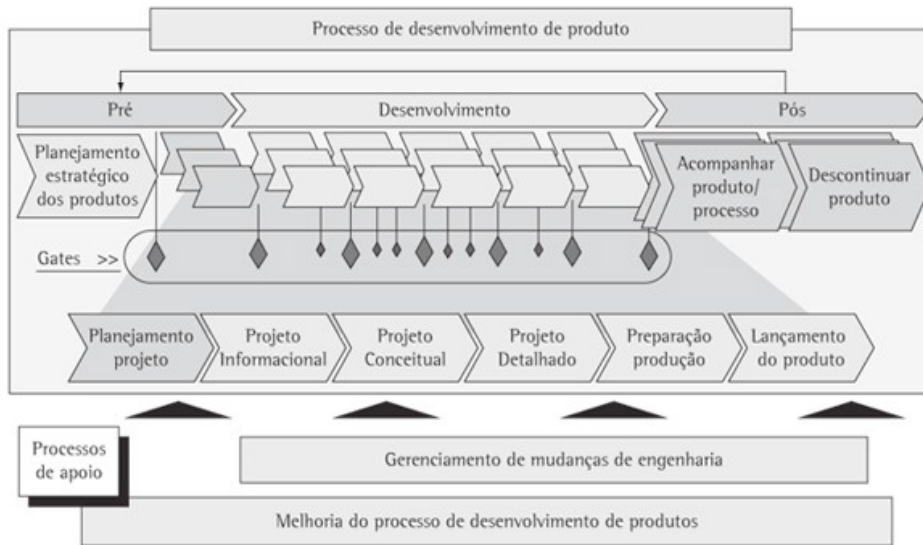 Processo de desenvolvimento de produto
Pré
Desenvolvimento
Pós
Planejamento
estratégico
dos produtos
Acompanhar
produto/
processo
Descontinuar
produto
Gates >>
Planejamento
projeto
Projeto
Informacional
Projeto
Conceitual
Projeto
Detalhado
Preparação
produção
Lançamento
do produto
Processos
de apoio
Gerenciamento de mudanças de engenharia
Melhoria do processo de desenvolvimento de produtos